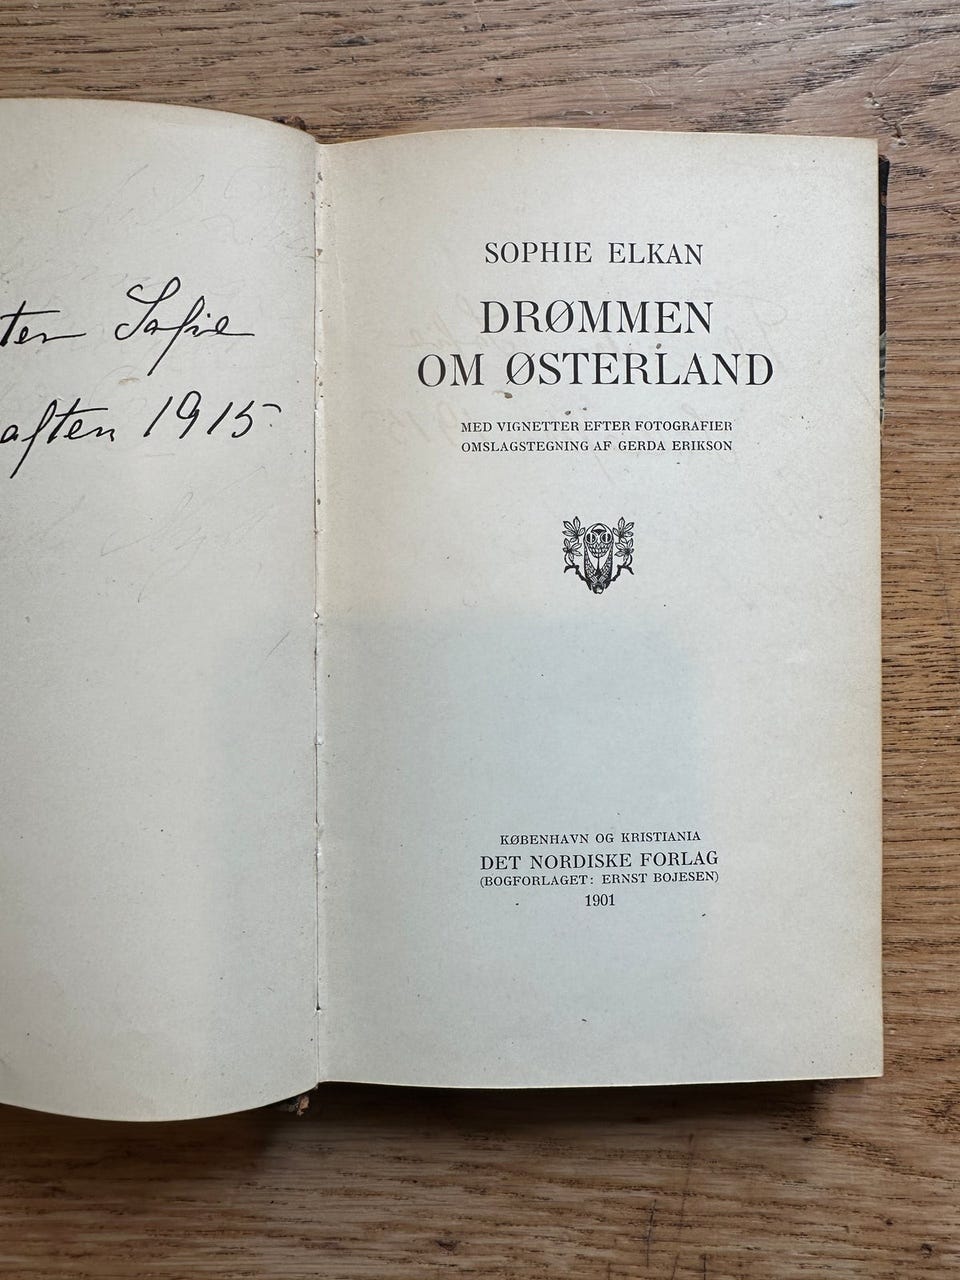 ten Sofie
aften 1915
SOPHIE ELKAN
DRØMMEN
OM ØSTERLAND
MED VIGNETTER EFTER FOTOGRAFIER
OMSLAGSTEGNING AF GERDA ERIKSON
KØBENHAVN OG KRISTIANIA
DET NORDISKE FORLAG
(BOGFORLAGET: ERNST BOJESEN)
1901